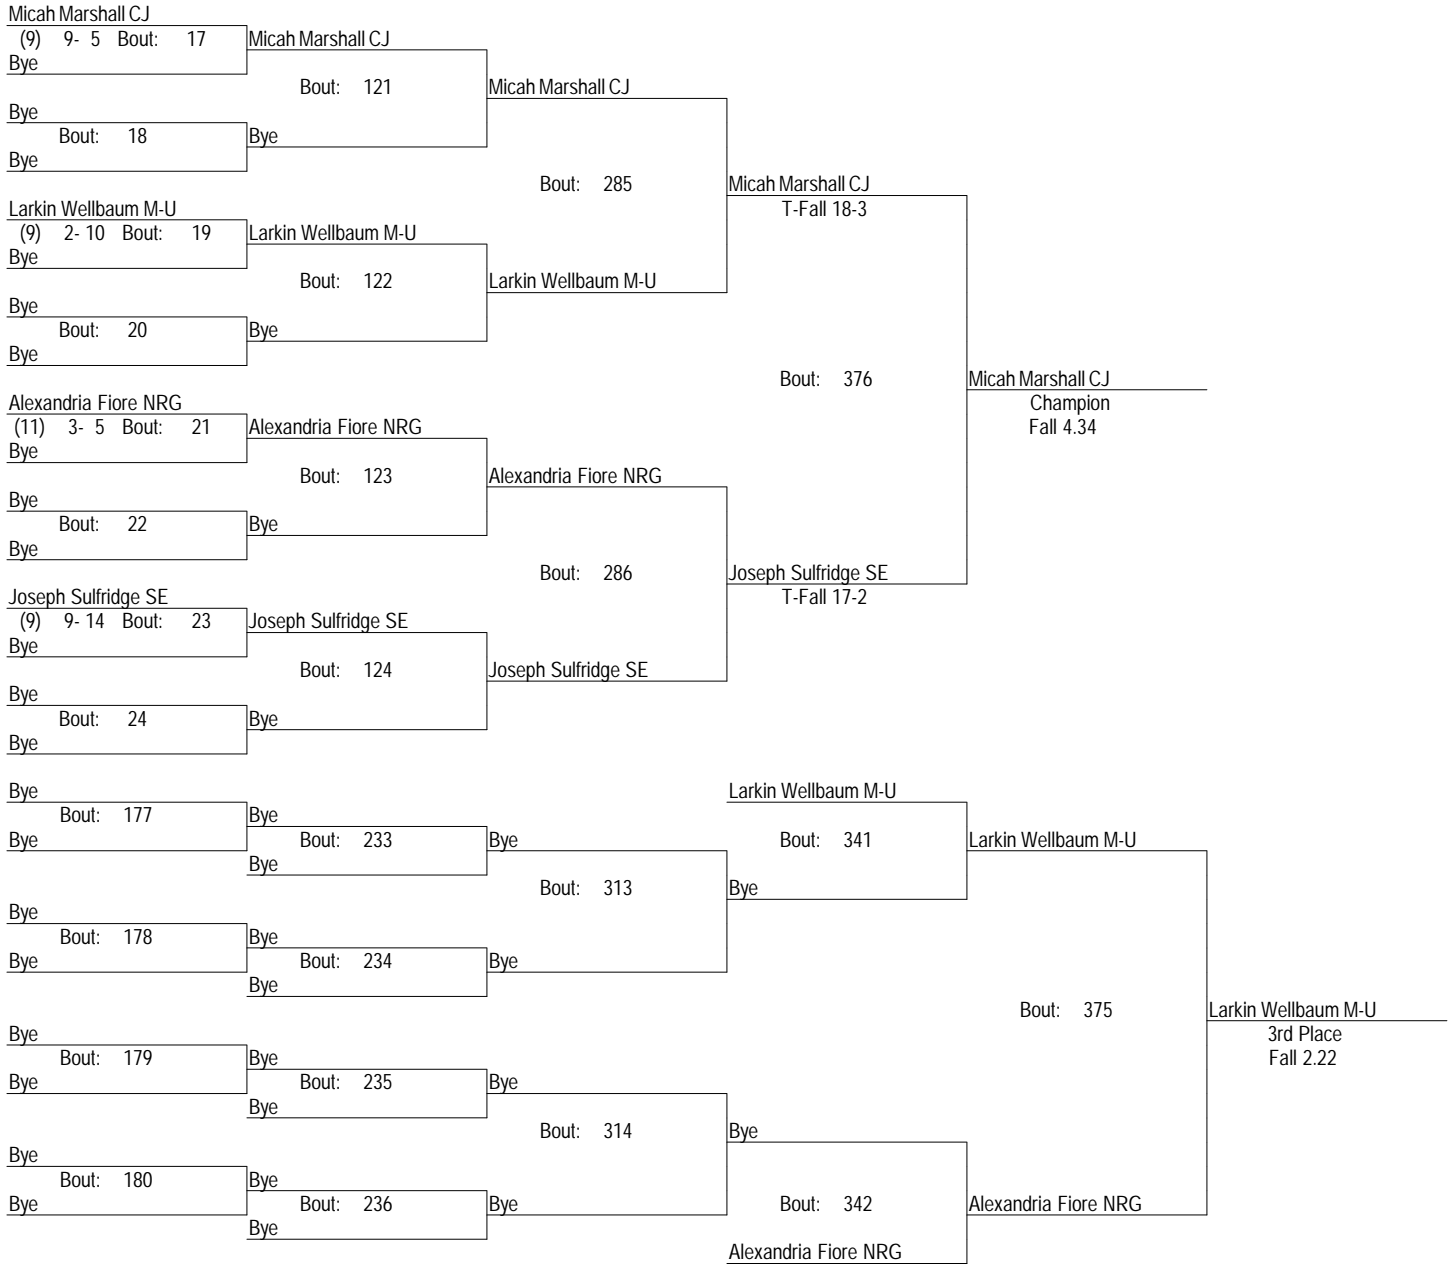 Micah Marshall CJ
(9) 9- 5 Bout: 17
Micah Marshall CJ
Bye
Bout: 121
Micah Marshall CJ
Bye
Bout: 18
Bye
Bye
Bout: 285
Micah Marshall CJ
T-Fall 18-3
Larkin Wellbaum M-U
(9) 2- 10 Bout: 19
Larkin Wellbaum M-U
Bye
Bout: 122
Larkin Wellbaum M-U
Bye
Bout: 20
Bye
Bye
Bout: 376
Micah Marshall CJ
Champion
Fall 4.34
Alexandria Fiore NRG
(11) 3- 5 Bout: 21
Alexandria Fiore NRG
Bye
Bout: 123
Alexandria Fiore NRG
Bye
Bout: 22
Bye
Bye
Bout: 286
Joseph Sulfridge SE
T-Fall 17-2
Joseph Sulfridge SE
(9) 9- 14 Bout: 23
Joseph Sulfridge SE
Bye
Bout: 124
Joseph Sulfridge SE
Bye
Bout: 24
Bye
Bye
Bye
Bout: 177
Bye
Bye
Bout: 233
Bye
Bye
Larkin Wellbaum M-U
Bout: 341
Larkin Wellbaum M-U
Bout: 313
Bye
Bye
Bout: 178
Bye
Bye
Bout: 234
Bye
Bye
Bout: 375
Larkin Wellbaum M-U
3rd Place
Fall 2.22
Bye
Bout: 179
Bye
Bye
Bout: 235
Bye
Bye
Bout: 314
Bye
Bye
Bout: 180
Bye
Bye
Bout: 236
Bye
Bye
Bout: 342
Alexandria Fiore NRG
Alexandria Fiore NRG